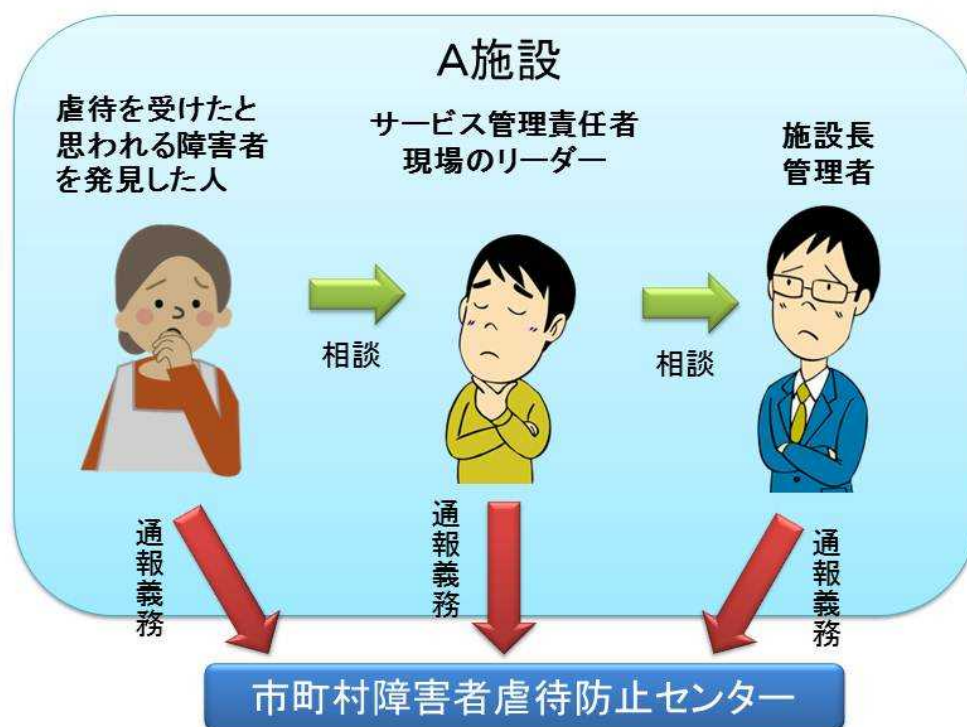 A施設
虐待を受けたと
思われる障害者
を発見した人
サービス管理責任者
現場のリーダー
施設長
管理者
相談
相談
通報義務
通報義務
通報義務
市町村障害者虐待防止センター